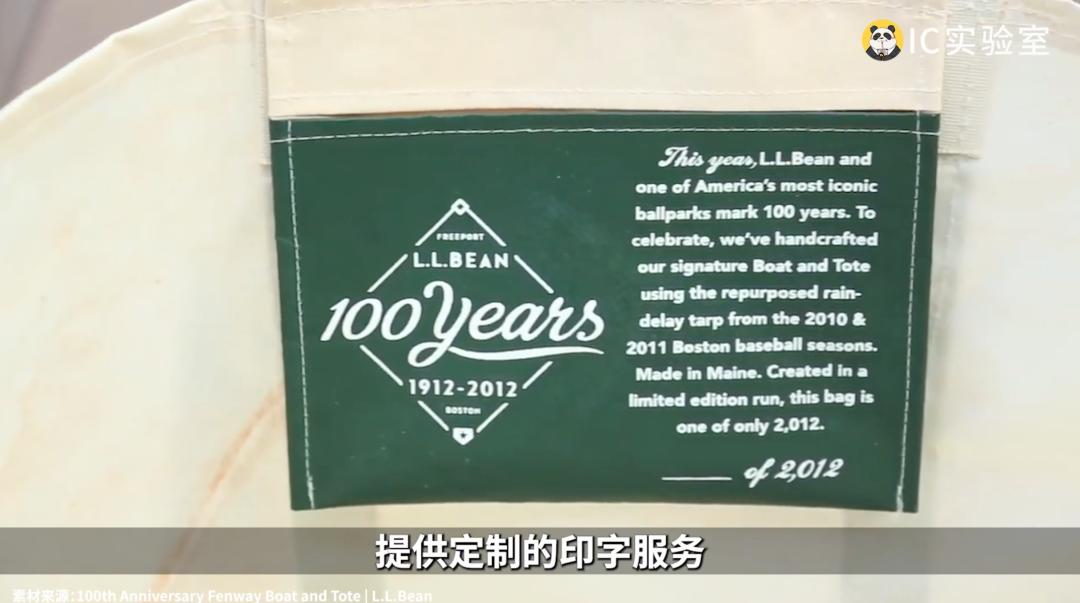 IC实验室
FREEPORT
L.L.BEAN
100 Years
1912-2012
BOSTON
This year, L.L.Bean and
one of America's most iconic
ballparks mark 100 years. To
celebrate, we've handcrafted
our signature Boat and Tote
using the repurposed rain-
delay tarp from the 2010 &
2011 Boston baseball seasons.
Made in Maine. Created in a
limited edition run, this bag is
one of only 2,012.
of 2,012
提供定制的印字服务
素材来源:100th Anniversary Fenway Boat and Tote | L.L.Bean